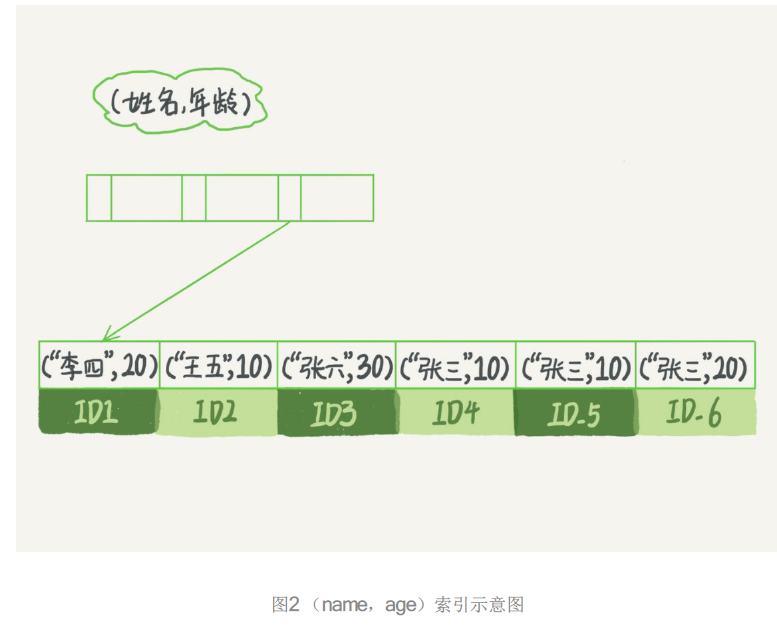 (姓名,年龄)
("李四",20) ("王五",10) ("张六",30) ("张三",10) ("张三",10) ("张三",20)
ID1 ID2 ID3 ID4 ID-5 ID-6
图2 （name，age）索引示意图